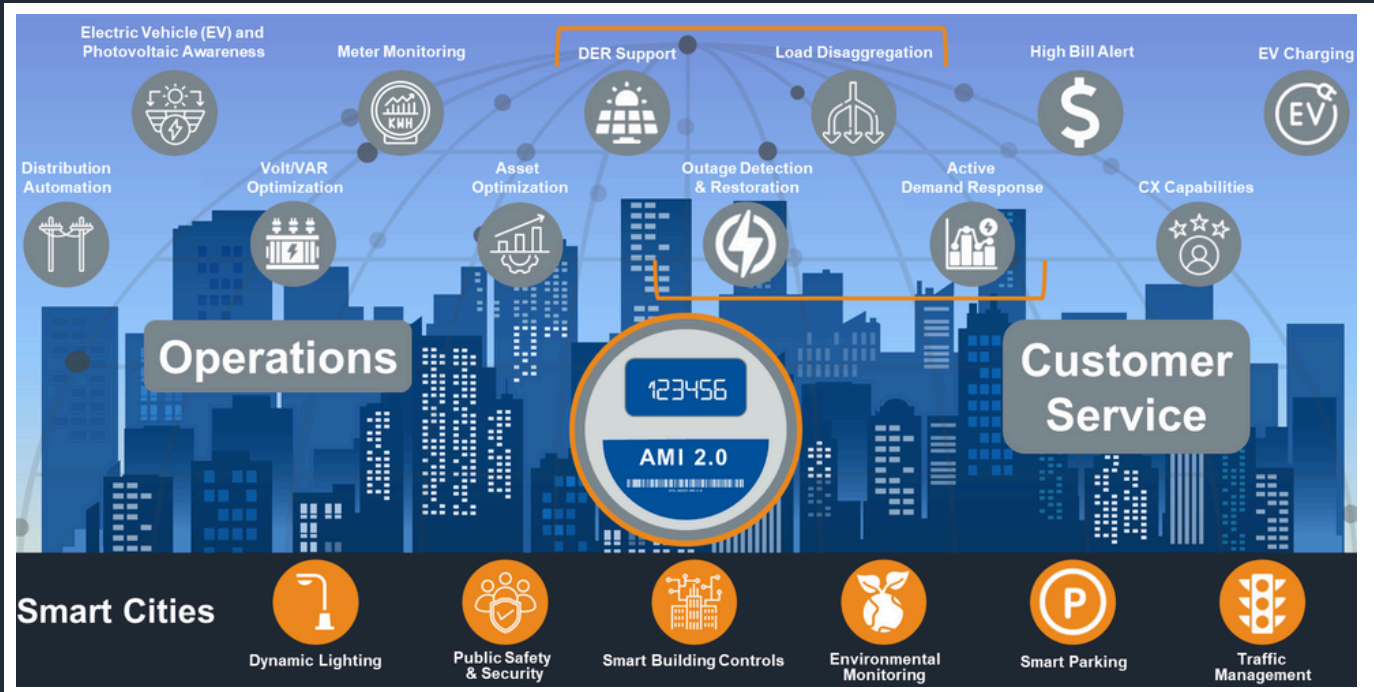 Electric Vehicle (EV) and
Photovoltaic Awareness
Meter Monitoring
DER Support
Load Disaggregation
High Bill Alert
EV Charging
KWH
$
EV
Distribution
Automation
Volt/VAR
Optimization
Asset
Optimization
Outage Detection
& Restoration
Active
Demand Response
CX Capabilities
Operations
123456
AMI 2.0
Customer
Service
Smart Cities
P
Dynamic Lighting
Public Safety
& Security
Smart Building Controls
Environmental
Monitoring
Smart Parking
Traffic
Management